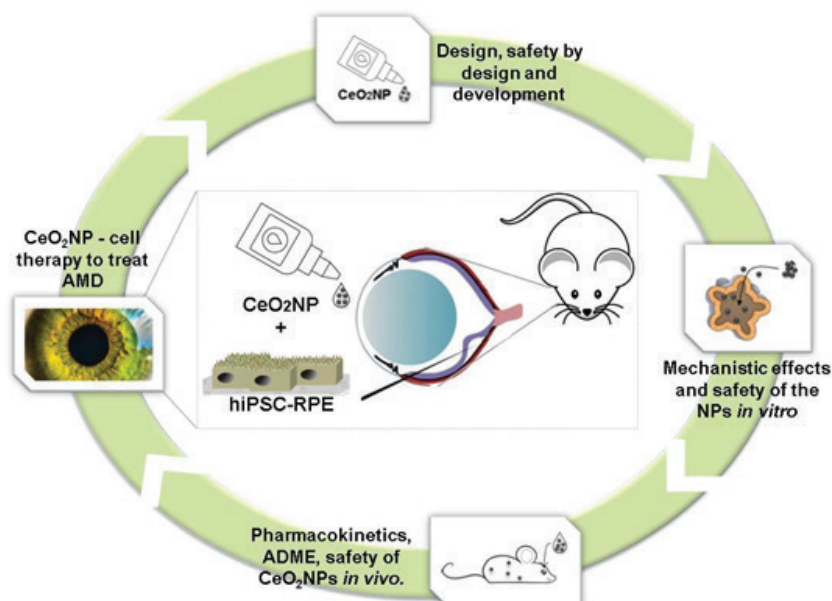 CeO₂NP
Design, safety by
design and
development
CeO₂NP - cell
therapy to treat
AMD
CeO₂NP
+
hiPSC-RPE
Mechanistic effects
and safety of the
NPs in vitro
Pharmacokinetics,
ADME, safety of
CeO₂NPs in vivo.